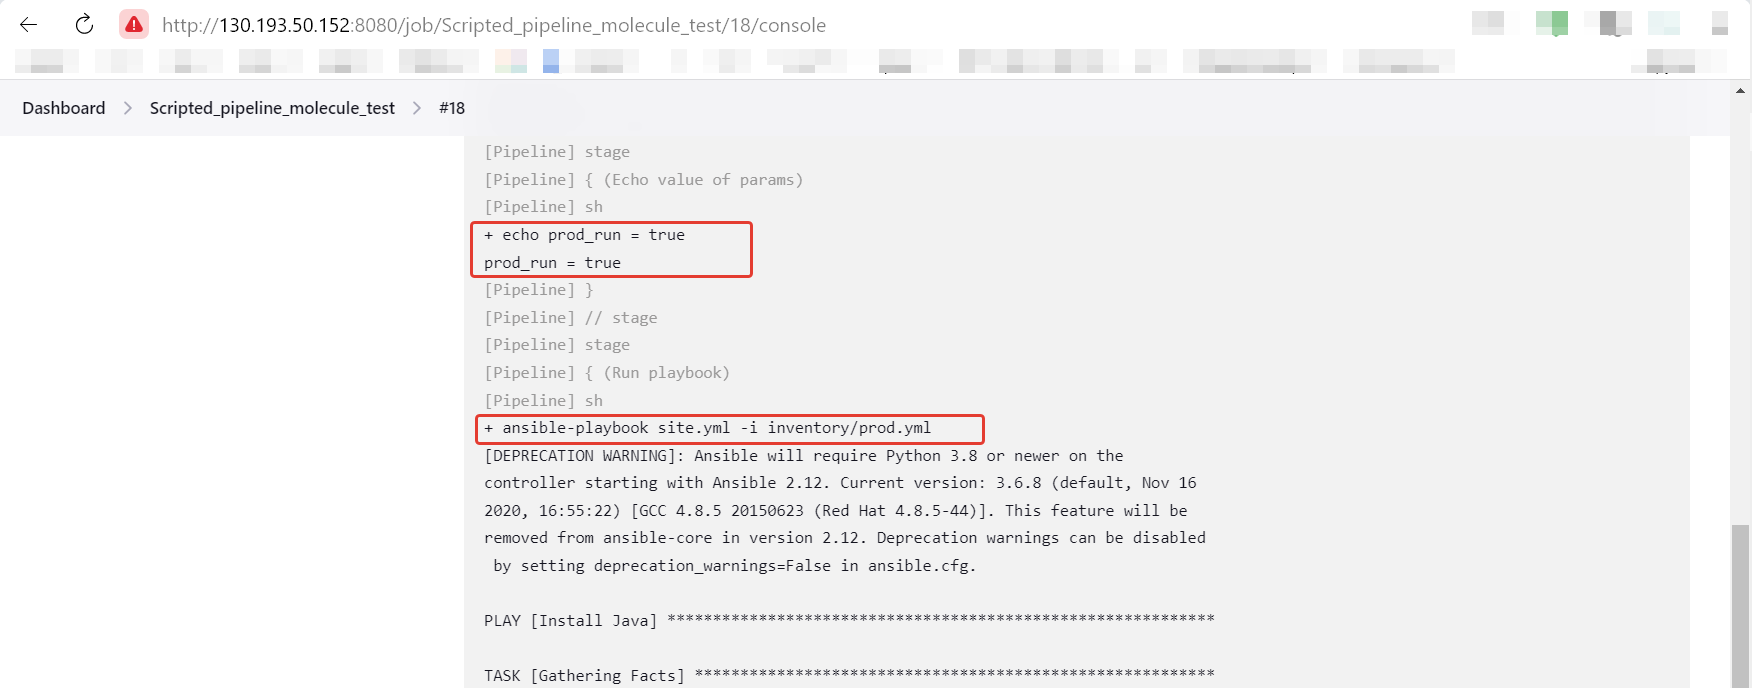 http://130.193.50.152:8080/job/Scripted_pipeline_molecule_test/18/console
Dashboard > Scripted_pipeline_molecule_test > #18
[Pipeline] stage
[Pipeline] { (Echo value of params)
[Pipeline] sh
+ echo prod_run = true
prod_run = true
[Pipeline] }
[Pipeline] // stage
[Pipeline] stage
[Pipeline] { (Run playbook)
[Pipeline] sh
+ ansible-playbook site.yml -i inventory/prod.yml
[DEPRECATION WARNING]: Ansible will require Python 3.8 or newer on the
controller starting with Ansible 2.12. Current version: 3.6.8 (default, Nov 16
2020, 16:55:22) [GCC 4.8.5 20150623 (Red Hat 4.8.5-44)]. This feature will be
removed from ansible-core in version 2.12. Deprecation warnings can be disabled
 by setting deprecation_warnings=False in ansible.cfg.
PLAY [Install Java] ************************************************************
TASK [Gathering Facts] *********************************************************